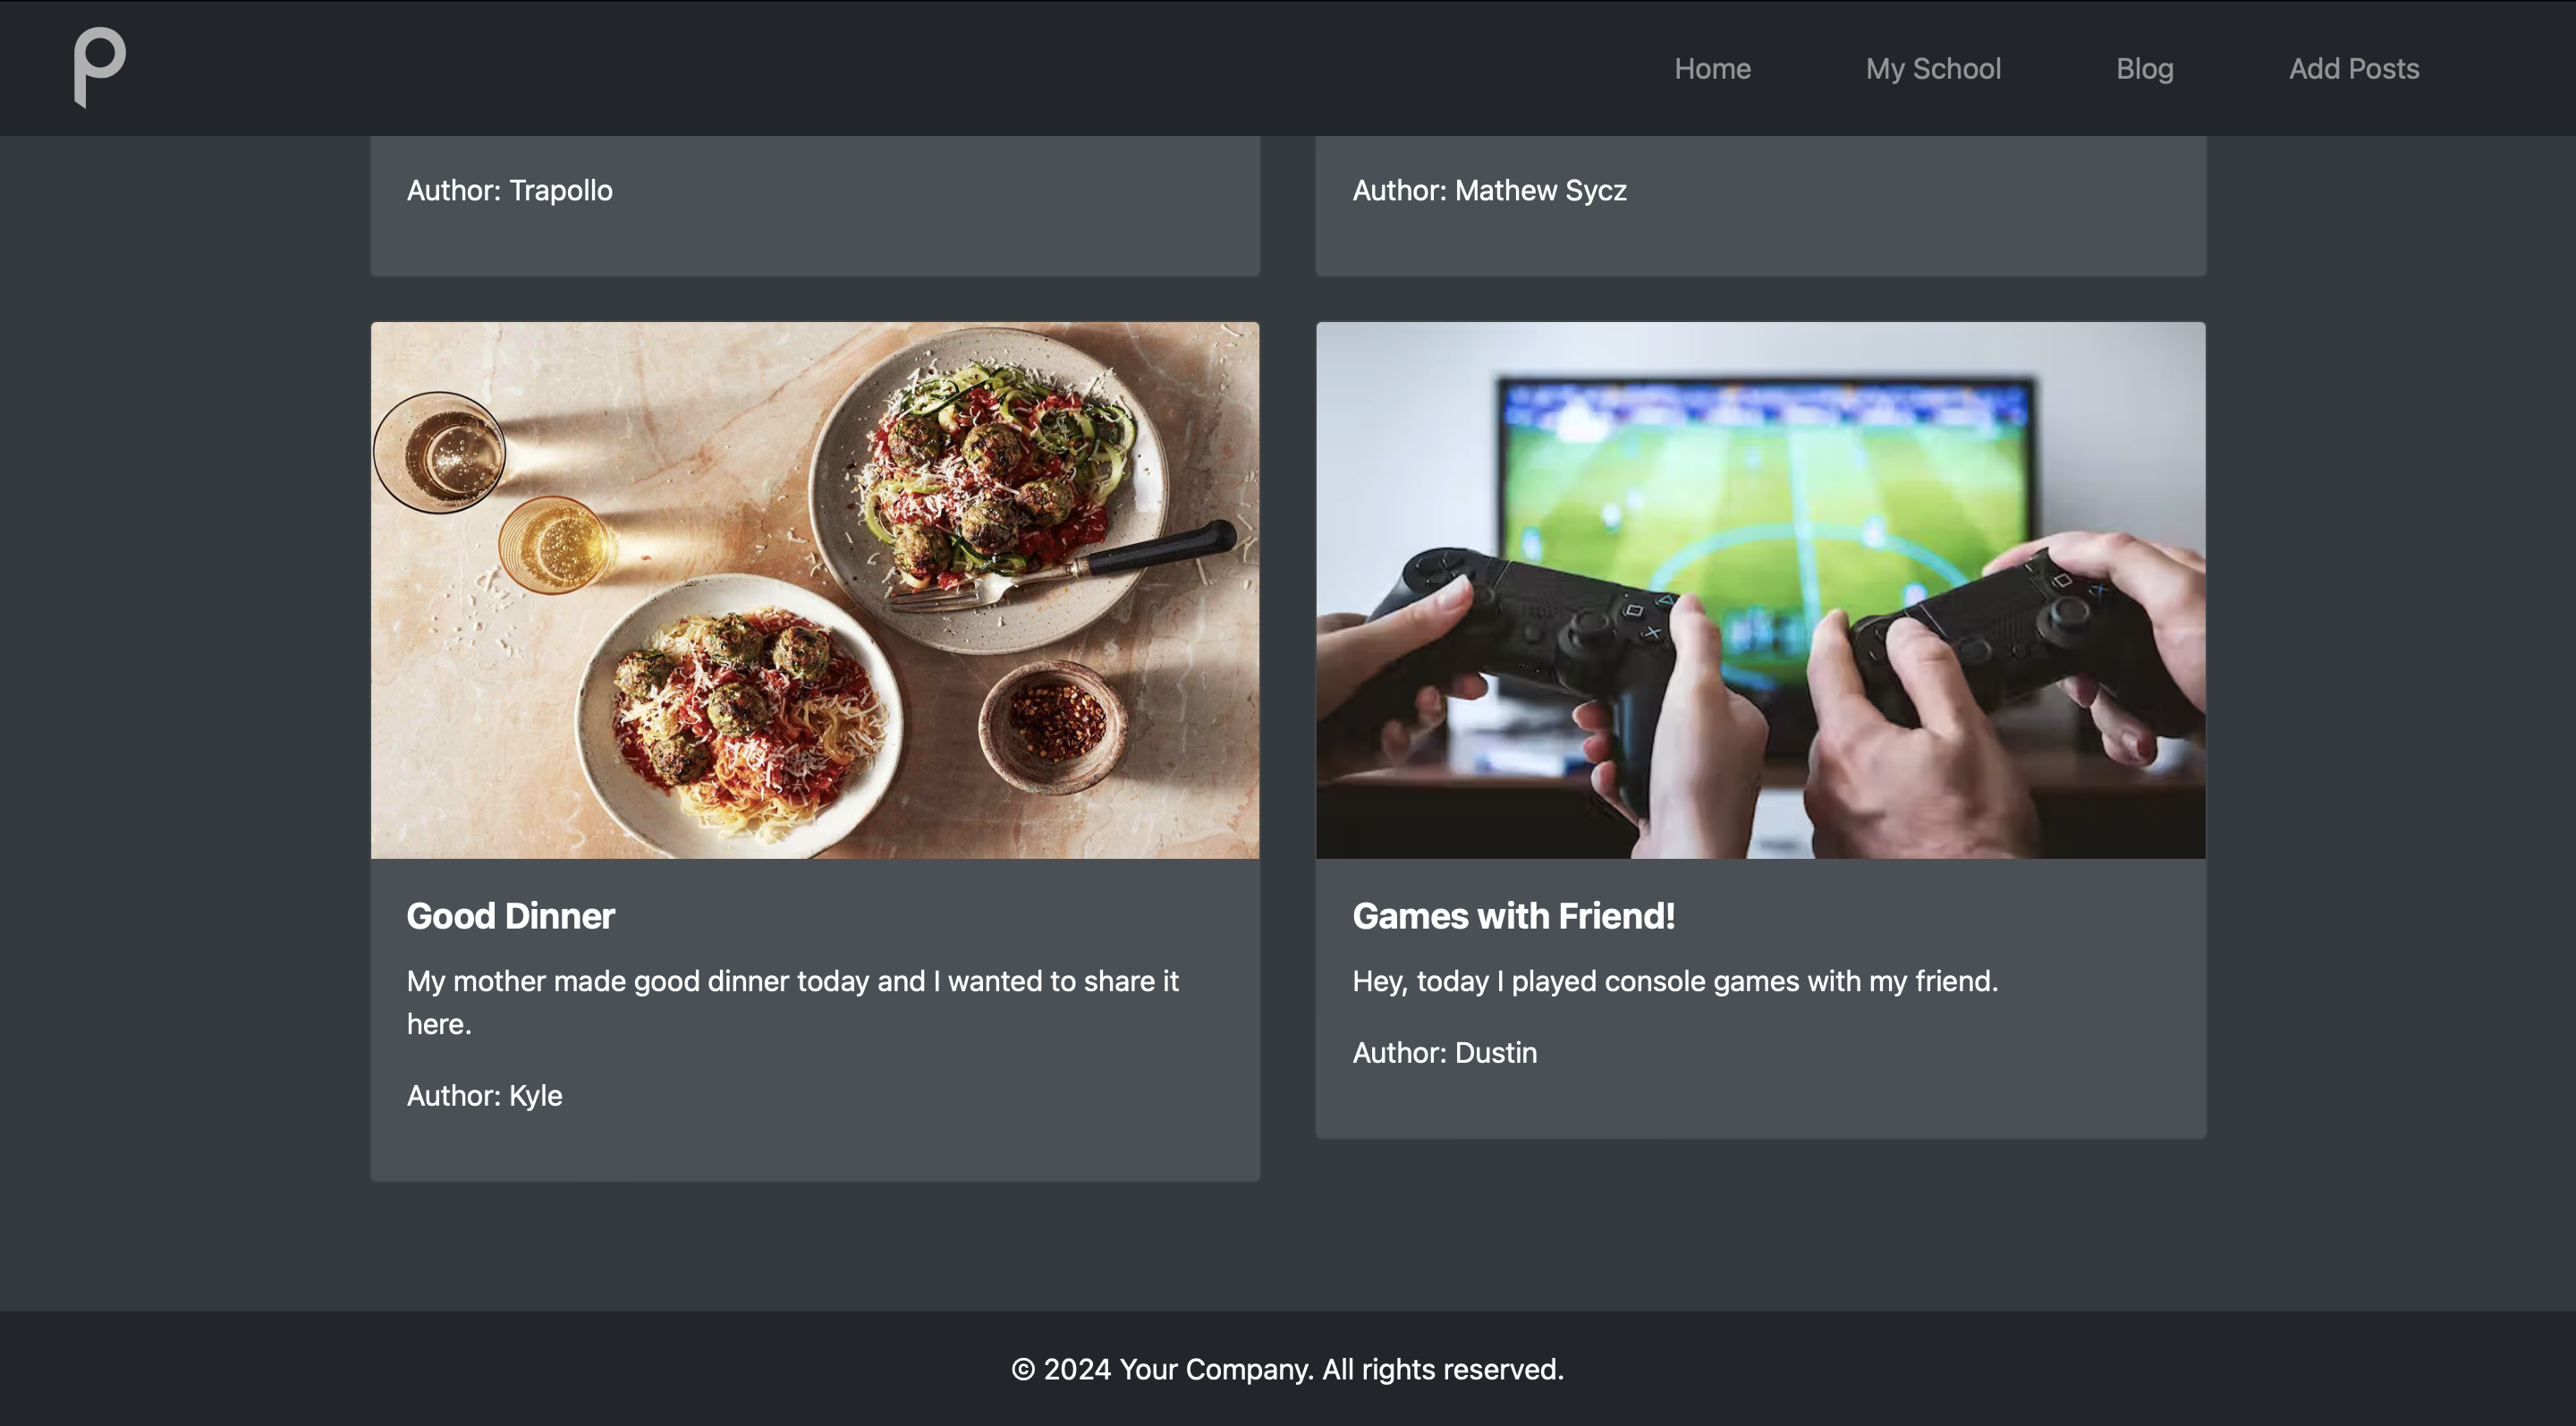 Home My School Blog Add Posts
Author: Trapollo
Author: Mathew Sycz
Good Dinner
My mother made good dinner today and I wanted to share it
here.
Author: Kyle
Games with Friend!
Hey, today I played console games with my friend.
Author: Dustin
© 2024 Your Company. All rights reserved.